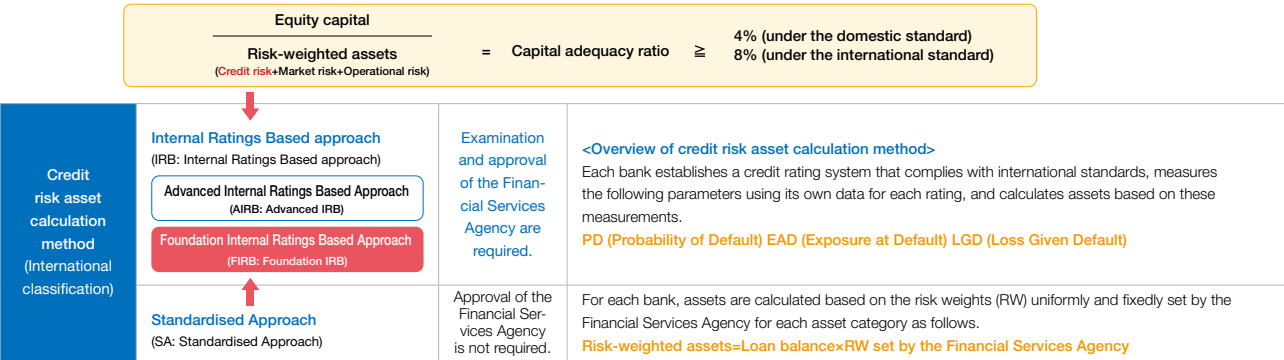 Equity capital
Risk-weighted assets
(Credit risk+Market risk+Operational risk)
= Capital adequacy ratio ≧
4% (under the domestic standard)
8% (under the international standard)
Credit
risk asset
calculation
method
(International
classification)
Internal Ratings Based approach
(IRB: Internal Ratings Based approach)
Advanced Internal Ratings Based Approach
(AIRB: Advanced IRB)
Foundation Internal Ratings Based Approach
(FIRB: Foundation IRB)
Examination
and approval
of the Finan-
cial Services
Agency are
required.
<Overview of credit risk asset calculation method>
Each bank establishes a credit rating system that complies with international standards, measures
the following parameters using its own data for each rating, and calculates assets based on these
measurements.
PD (Probability of Default) EAD (Exposure at Default) LGD (Loss Given Default)
Standardised Approach
(SA: Standardised Approach)
Approval of the
Financial Ser-
vices Agency
is not required.
For each bank, assets are calculated based on the risk weights (RW) uniformly and fixedly set by the
Financial Services Agency for each asset category as follows.
Risk-weighted assets=Loan balance×RW set by the Financial Services Agency